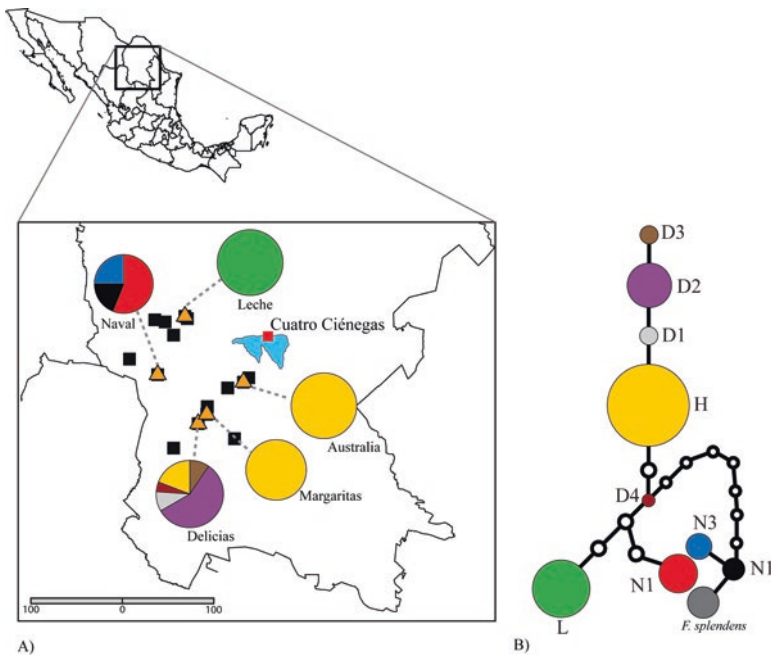 Leche
Naval
Cuatro Ciénegas
Australia
Margaritas
Delicias
100 0 100
A)
D3
D2
D1
H
D4
N3
N1
N1
L
F. splendens
B)